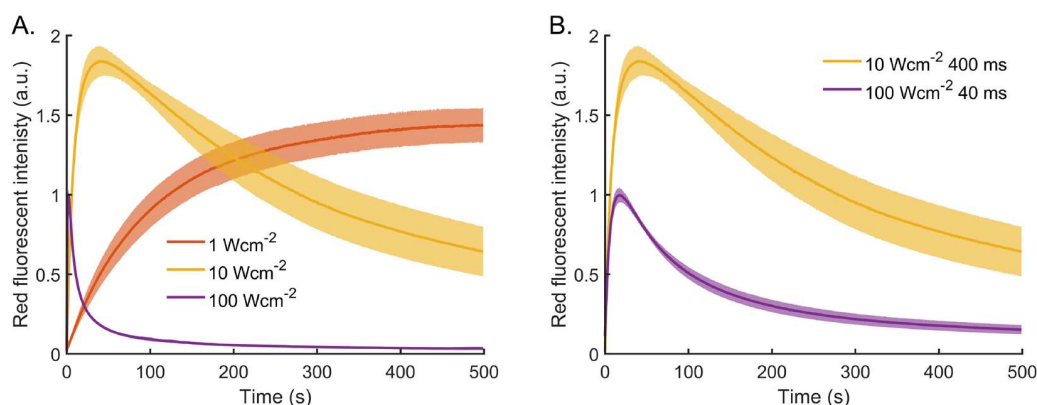 A.
Red fluorescent intenisty (a.u.)
2
1.5
1
0.5
0
1 Wcm-2
10 Wcm-2
100 Wcm-2
0 100 200 300 400 500
Time (s)
B.
Red fluorescent intenisty (a.u.)
2
1.5
1
0.5
0
10 Wcm-2 400 ms
100 Wcm-2 40 ms
0 100 200 300 400 500
Time (s)